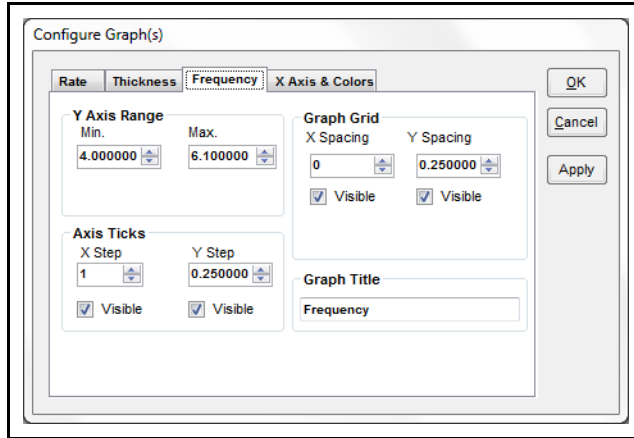 Configure Graph(s)
Rate Thickness Frequency X Axis & Colors
OK
Cancel
Apply
Y Axis Range
Min. Max.
4.000000 6.100000
Graph Grid
X Spacing Y Spacing
0 0.250000
Visible Visible
Axis Ticks
X Step Y Step
1 0.250000
Visible Visible
Graph Title
Frequency